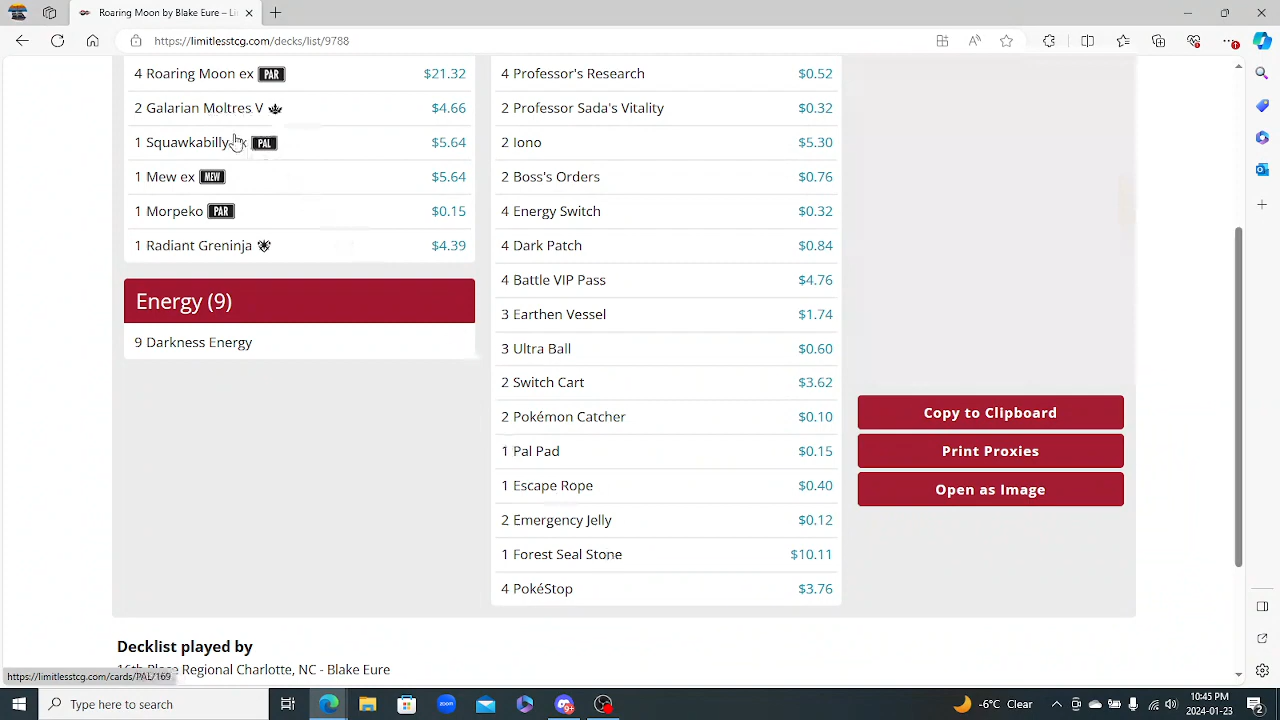 Roaring Moon by Blake Eure – Li
https://limitlesstcg.com/decks/list/9788
4 Roaring Moon ex PAR $21.32
2 Galarian Moltres V $4.66
1 Squawkabilly PAL $5.64
1 Mew ex MEW $5.64
1 Morpeko PAR $0.15
1 Radiant Greninja $4.39
Energy (9)
9 Darkness Energy
4 Professor's Research $0.52
2 Professor Sada's Vitality $0.32
2 Iono $5.30
2 Boss's Orders $0.76
4 Energy Switch $0.32
4 Dark Patch $0.84
4 Battle VIP Pass $4.76
3 Earthen Vessel $1.74
3 Ultra Ball $0.60
2 Switch Cart $3.62
2 Pokémon Catcher $0.10
1 Pal Pad $0.15
1 Escape Rope $0.40
2 Emergency Jelly $0.12
1 Forest Seal Stone $10.11
4 PokéStop $3.76
Copy to Clipboard
Print Proxies
Open as Image
Decklist played by
16th Place Regional Charlotte, NC - Blake Eure
https://limitlesstcg.com/cards/PAL/169
Type here to search
zoom
-6°C Clear
10:45 PM
2024-01-23